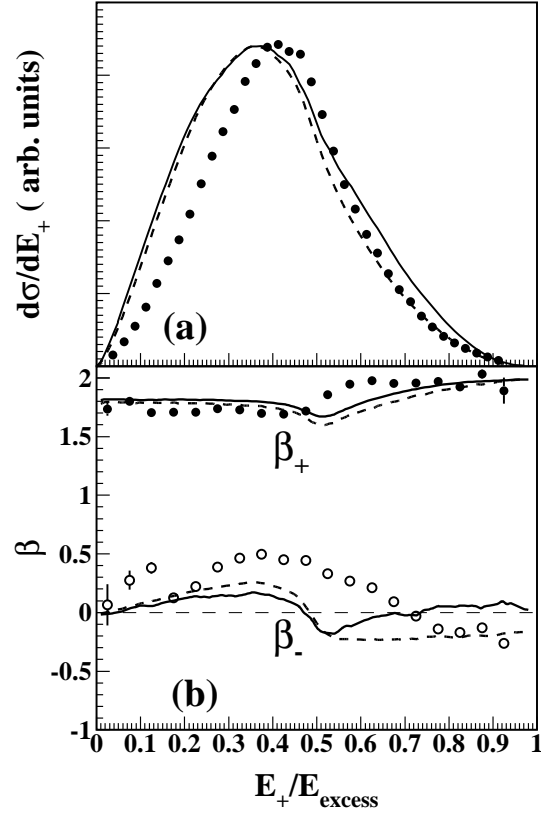 dσ/dE₊ ( arb. units)
(a)
2
1.5
1
0.5
0
-0.5
-1
β
β₊
β₋
(b)
0 0.1 0.2 0.3 0.4 0.5 0.6 0.7 0.8 0.9 1
E₊/E_excess